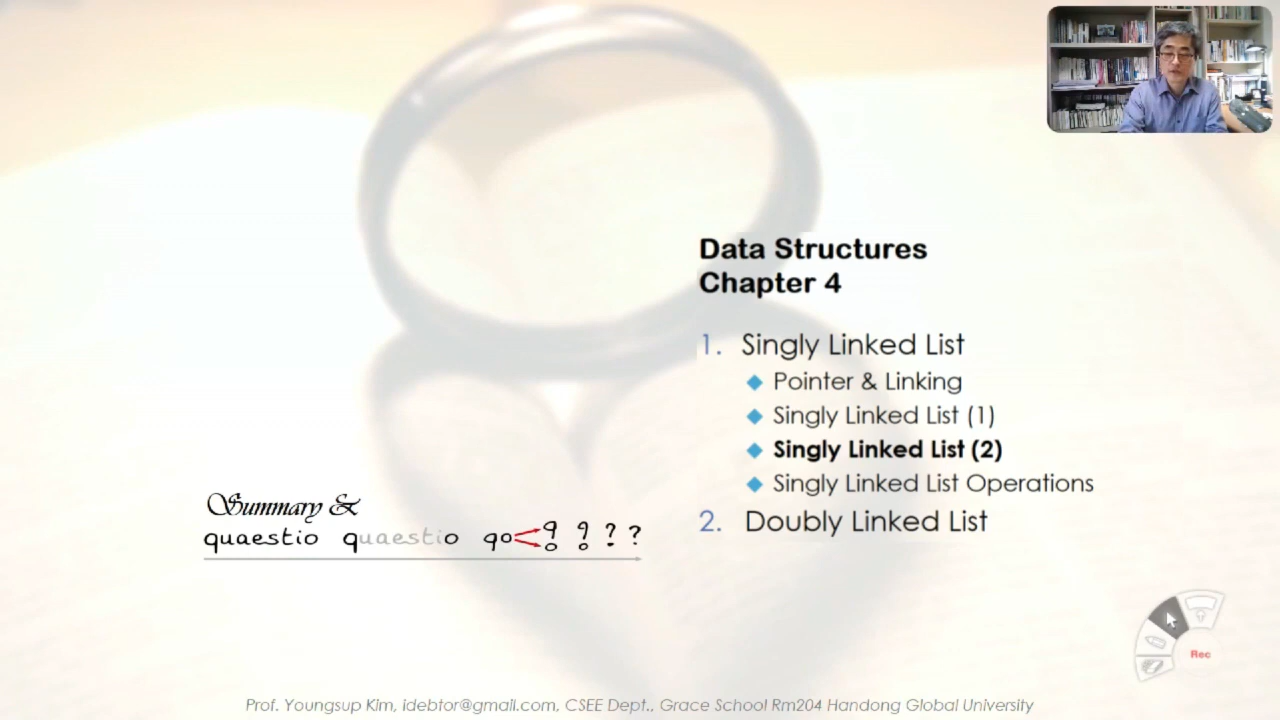 Data Structures
Chapter 4
1. Singly Linked List
◆ Pointer & Linking
◆ Singly Linked List (1)
◆ Singly Linked List (2)
◆ Singly Linked List Operations
2. Doubly Linked List
Summary &
quaestio quaestio qo q o ? ? ?
Rec
Prof. Youngsup Kim, idebtor@gmail.com, CSEE Dept., Grace School Rm204 Handong Global University